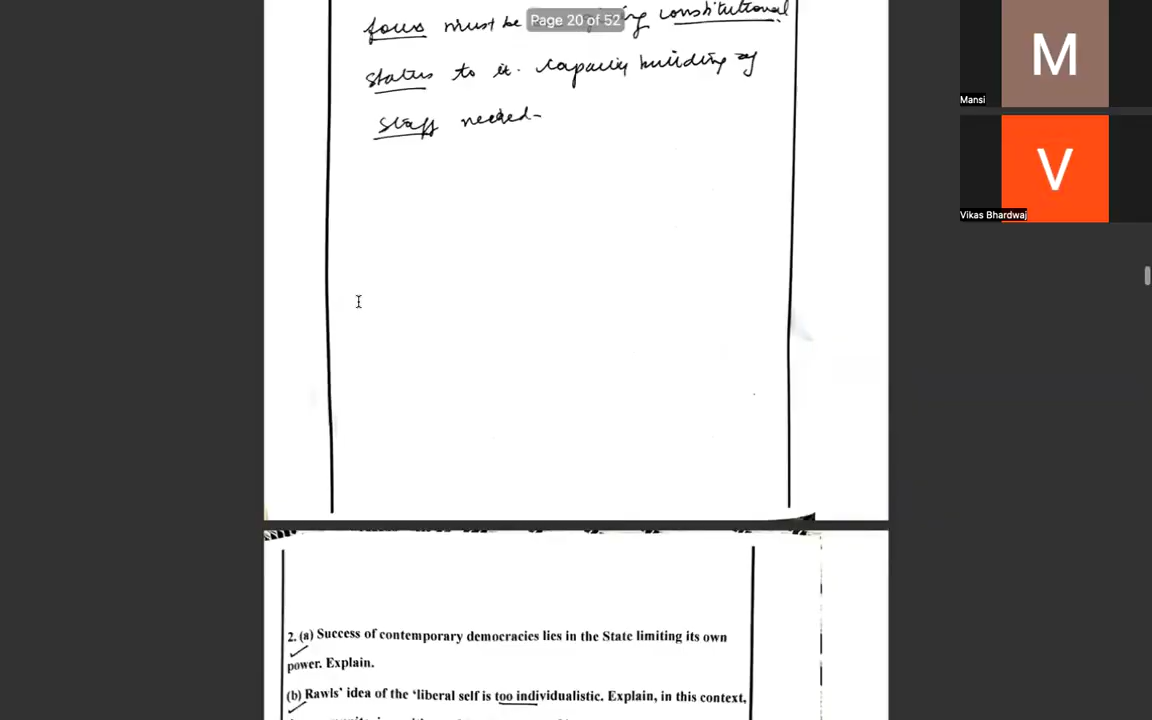 focus must be constitutional
Page 20 of 52
status to it. capacity building of
staff needed-
M
Mansi
V
Vikas Bhardwaj
2. (a) Success of contemporary democracies lies in the State limiting its own
power. Explain.
(b) Rawls' idea of the 'liberal self is too individualistic. Explain, in this context,